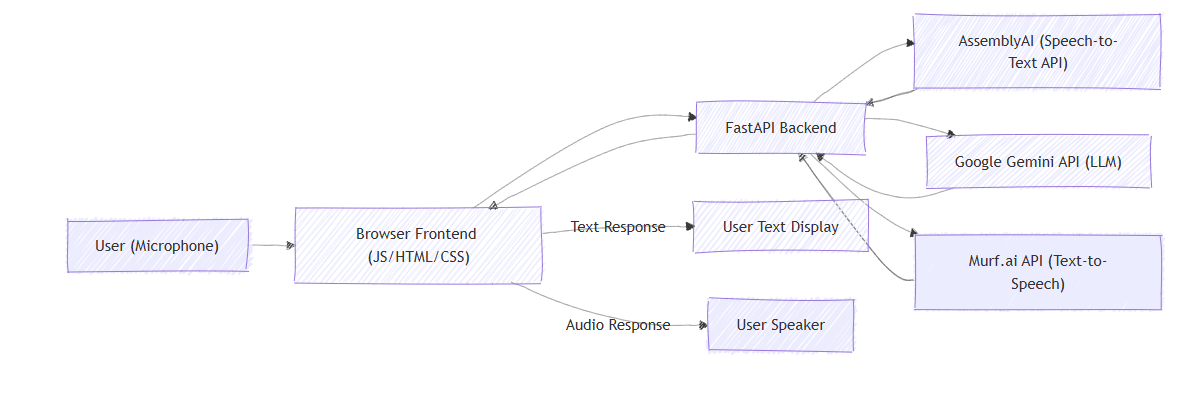 AssemblyAI (Speech-to-
Text API)
FastAPI Backend
Google Gemini API (LLM)
User (Microphone)
Browser Frontend
(JS/HTML/CSS)
Text Response
User Text Display
Murf.ai API (Text-to-
Speech)
Audio Response
User Speaker